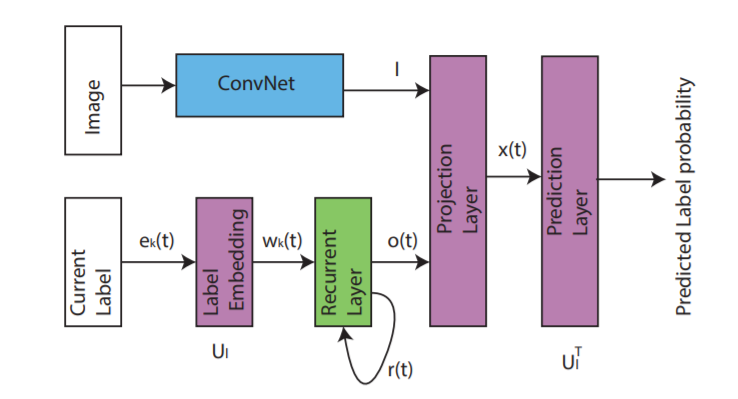 Image
ConvNet
I
Current
Label
eₖ(t)
Label
Embedding
Uₗ
wₖ(t)
Recurrent
Layer
o(t)
r(t)
Projection
Layer
x(t)
Prediction
Layer
Uₗᵀ
Predicted Label probability